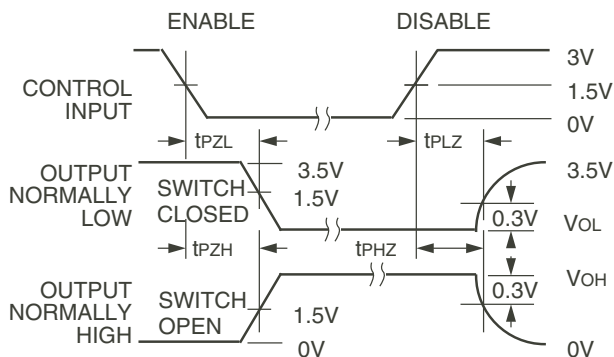 ENABLE DISABLE
CONTROL INPUT
3V
1.5V
0V
tPZL tPLZ
OUTPUT NORMALLY LOW
SWITCH CLOSED
3.5V
1.5V
3.5V
0.3V
VOL
tPZH tPHZ
OUTPUT NORMALLY HIGH
SWITCH OPEN
1.5V
0V
VOH
0.3V
0V